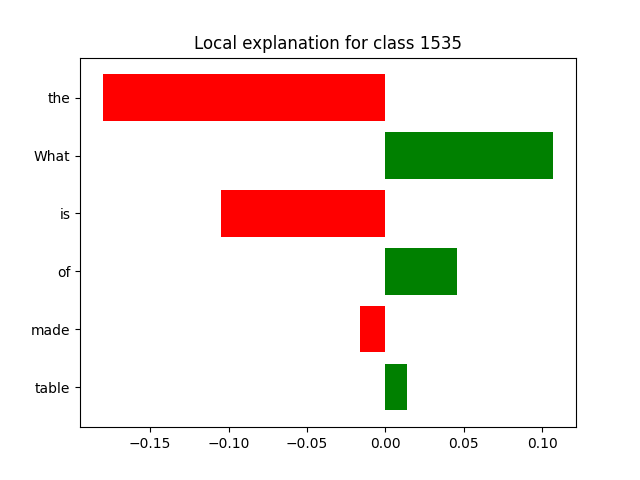 Local explanation for class 1535
the
What
is
of
made
table
−0.15
−0.10
−0.05
0.00
0.05
0.10